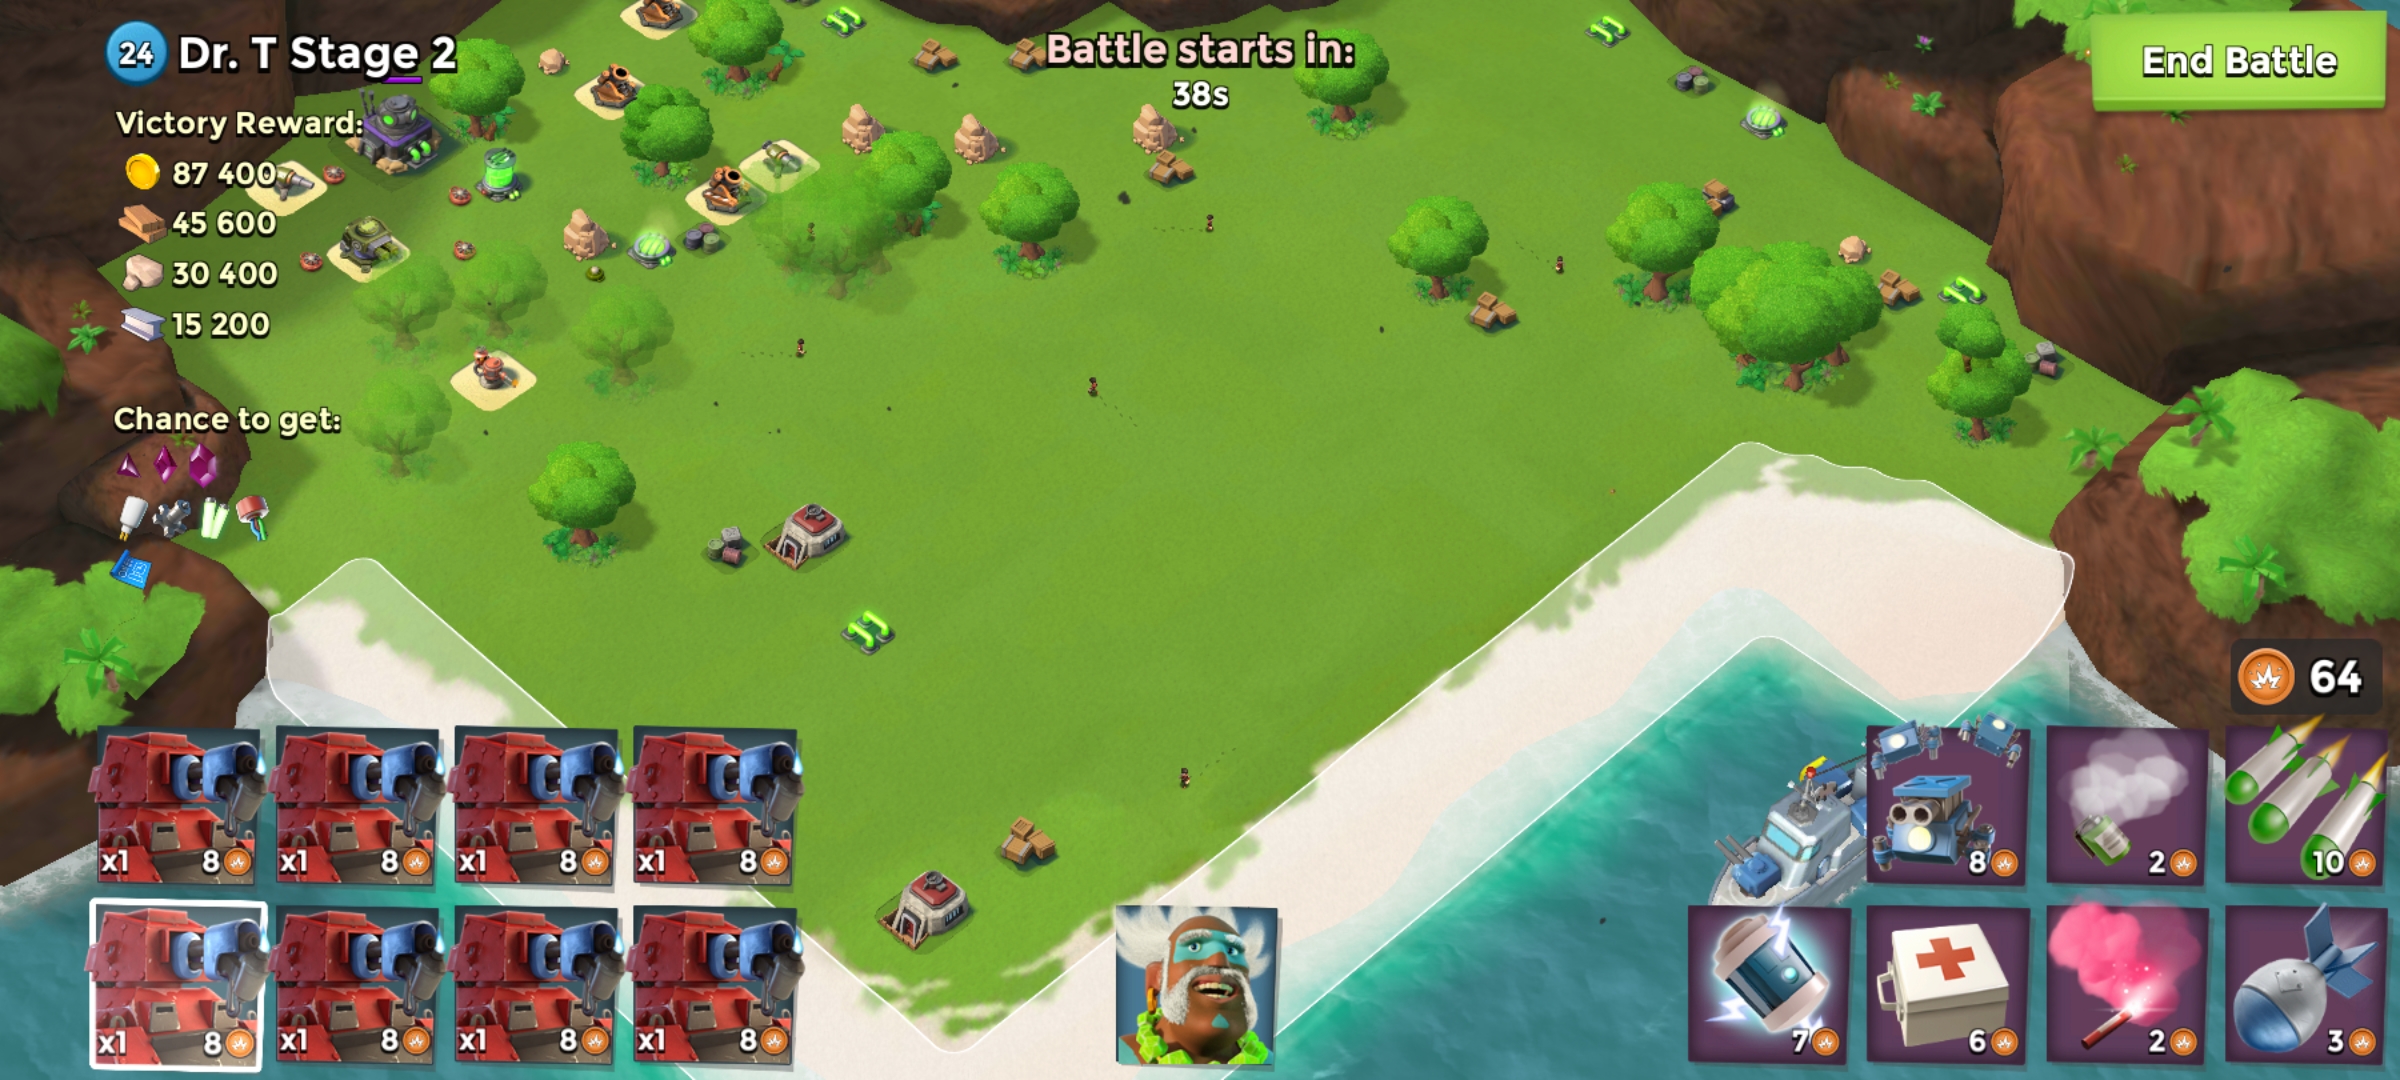 24 Dr. T Stage 2
Battle starts in:
38s
End Battle
Victory Reward:
87 400
45 600
30 400
15 200
Chance to get:
64
x1 8
x1 8
x1 8
x1 8
8
2
10
x1 8
x1 8
x1 8
x1 8
7
6
2
3